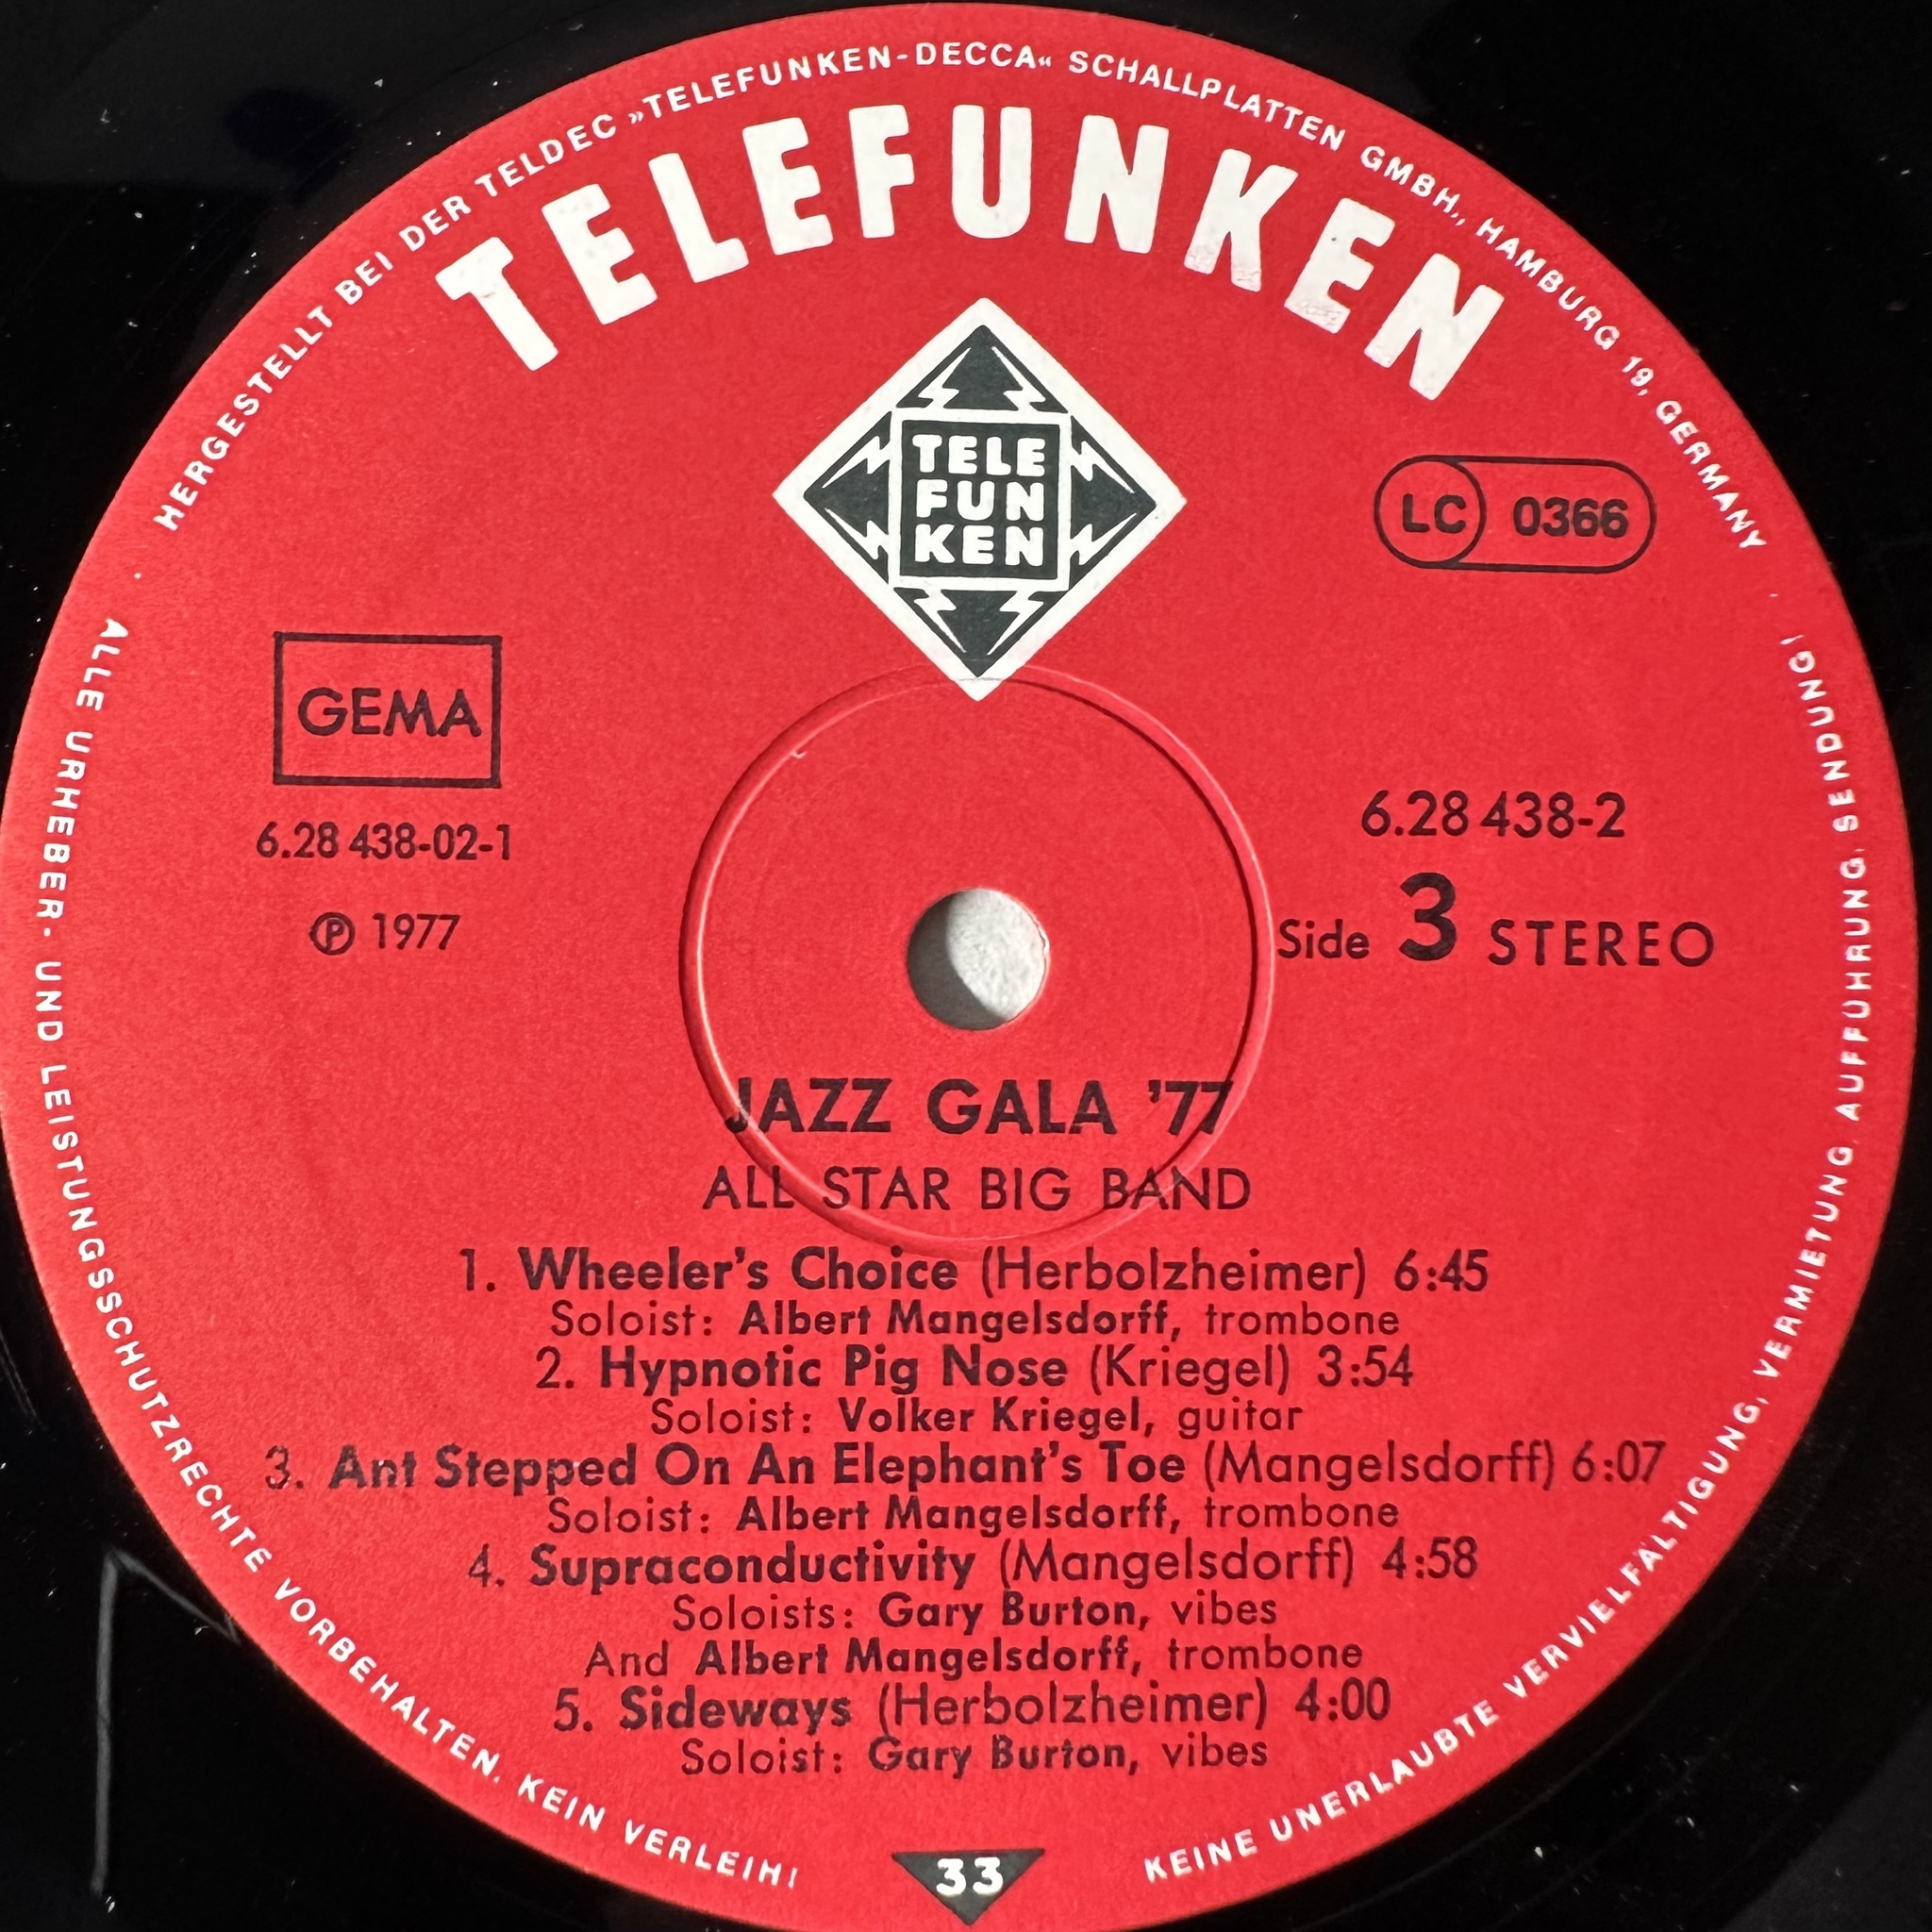 HERGESTELLT BEI DER TELDEC »TELEFUNKEN-DECCA« SCHALLPLATTEN GMBH., HAMBURG 19, GERMANY
TELEFUNKEN
TELE
FUN
KEN
LC 0366
GEMA
6.28 438-02-1
℗ 1977
6.28 438-2
Side 3 STEREO
JAZZ GALA '77
ALL STAR BIG BAND
1. Wheeler's Choice (Herbolzheimer) 6:45
Soloist: Albert Mangelsdorff, trombone
2. Hypnotic Pig Nose (Kriegel) 3:54
Soloist: Volker Kriegel, guitar
3. Ant Stepped On An Elephant's Toe (Mangelsdorff) 6:07
Soloist: Albert Mangelsdorff, trombone
4. Supraconductivity (Mangelsdorff) 4:58
Soloists: Gary Burton, vibes
And Albert Mangelsdorff, trombone
5. Sideways (Herbolzheimer) 4:00
Soloist: Gary Burton, vibes
ALLE URHEBER- UND LEISTUNGSSCHUTZRECHTE VORBEHALTEN. KEIN VERLEIH!
33
KEINE UNERLAUBTE VERVIELFÄLTIGUNG, VERMIETUNG, AUFFÜHRUNG, SENDUNG!